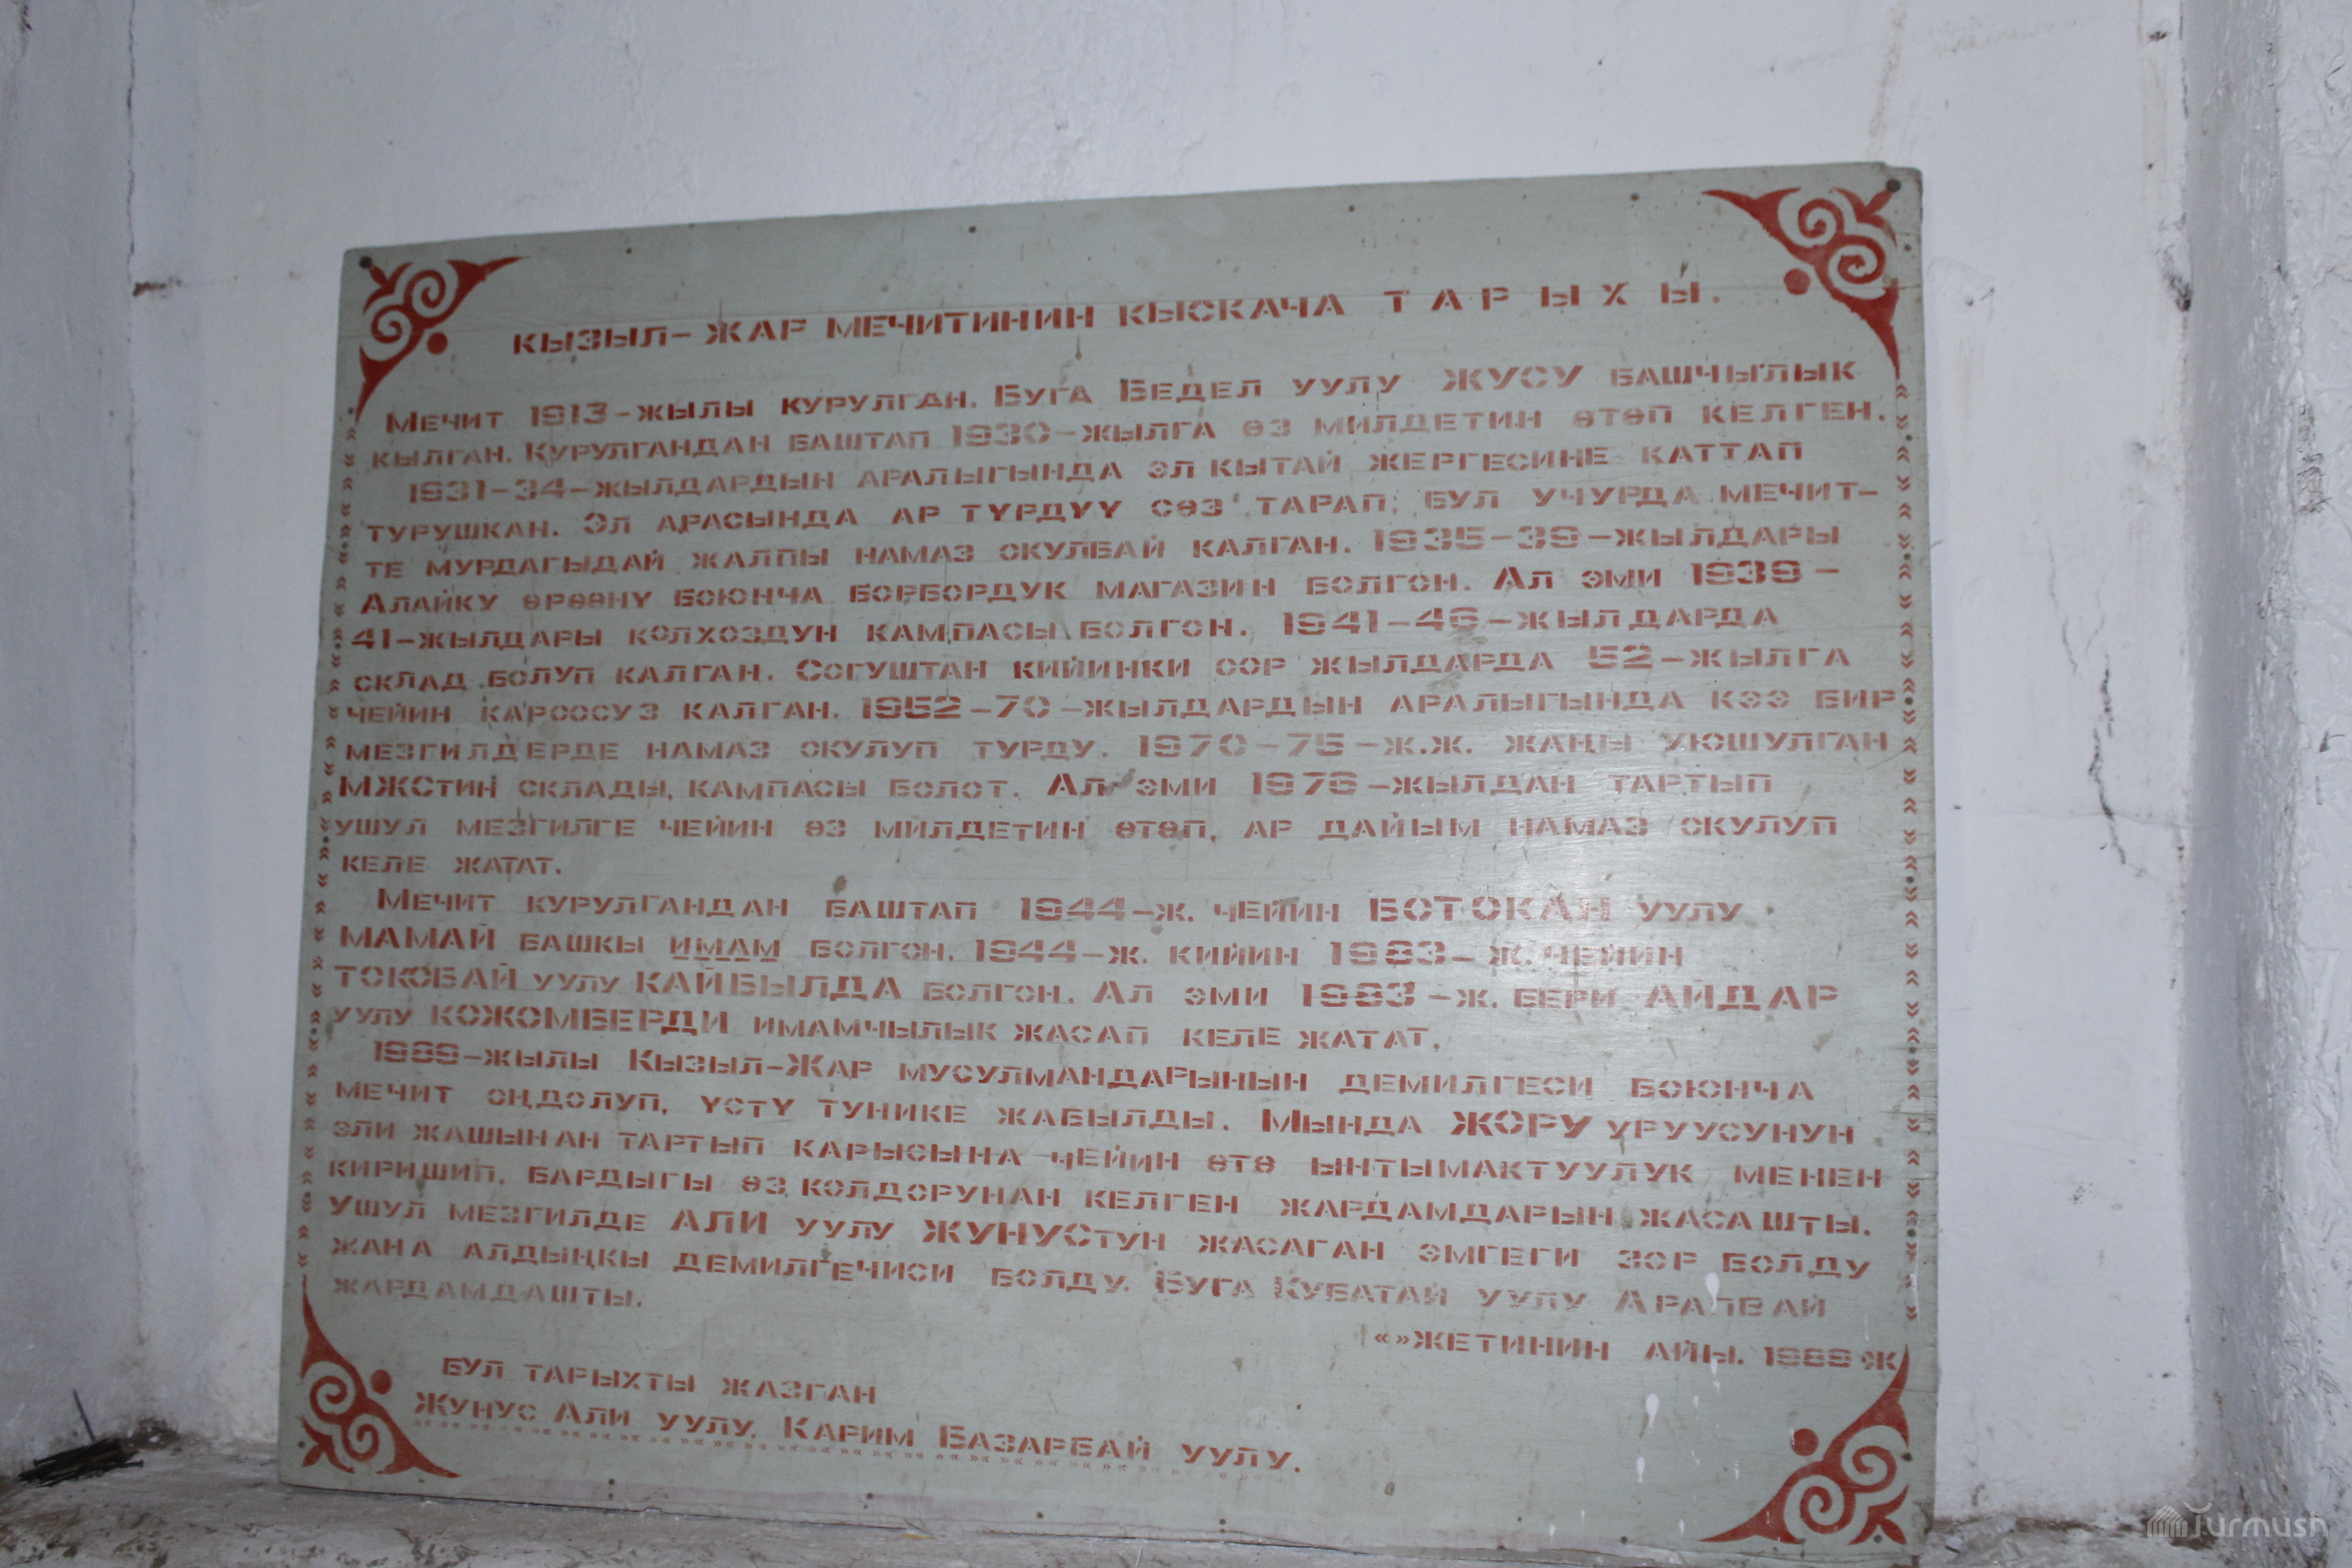 КЫЗЫЛ-ЖАР МЕЧИТИНИН КЫСКАЧА ТАРЫХЫ.
МЕЧИТ 1913-ЖЫЛЫ КУРУЛГАН. БУГА БЕДЕЛ УУЛУ ЖУСУ БАШЧЫЛЫК
КЫЛГАН. КУРУЛГАНДАН БАШТАП 1930-ЖЫЛГА ӨЗ МИЛДЕТИН ӨТӨП КЕЛГЕН.
1931-34-ЖЫЛДАРДЫН АРАЛЫГЫНДА ЭЛ КЫТАЙ ЖЕРГЕСИНЕ КАТТАП
ТУРУШКАН. ЭЛ АРАСЫНДА АР ТҮРДҮҮ СӨЗ ТАРАП, БУЛ УЧУРДА МЕЧИТ-
ТЕ МУРДАГЫДАЙ ЖАЛПЫ НАМАЗ ОКУЛБАЙ КАЛГАН. 1935-39-ЖЫЛДАРЫ
АЛАЙКУ ӨРӨӨНҮ БОЮНЧА БОРБОРДУК МАГАЗИН БОЛГОН. АЛ ЭМИ 1939-
41-ЖЫЛДАРЫ КОЛХОЗДУН КАМПАСЫ БОЛГОН. 1941-46-ЖЫЛДАРДА
СКЛАД БОЛУП КАЛГАН. СОГУШТАН КИЙИНКИ ООР ЖЫЛДАРДА 52-ЖЫЛГА
ЧЕЙИН КАРООСУЗ КАЛГАН. 1952-70-ЖЫЛДАРДЫН АРАЛЫГЫНДА КЭЭ БИР
МЕЗГИЛДЕРДЕ НАМАЗ ОКУЛУП ТУРДУ. 1970-75-Ж.Ж. ЖАҢЫ УЮШУЛГАН
МЖСТИН СКЛАДЫ, КАМПАСЫ БОЛОТ. АЛ ЭМИ 1976-ЖЫЛДАН ТАРТЫП
УШУЛ МЕЗГИЛГЕ ЧЕЙИН ӨЗ МИЛДЕТИН ӨТӨП, АР ДАЙЫМ НАМАЗ ОКУЛУП
КЕЛЕ ЖАТАТ.
МЕЧИТ КУРУЛГАНДАН БАШТАП 1944-Ж. ЧЕЙИН БОТОКАН УУЛУ
МАМАЙ БАШКЫ ИМАМ БОЛГОН. 1944-Ж. КИЙИН 1983-Ж. ЧЕЙИН
ТОКОБАЙ УУЛУ КАЙБЫЛДА БОЛГОН. АЛ ЭМИ 1983-Ж. БЕРИ АЙДАР
УУЛУ КОЖОМБЕРДИ ИМАМЧЫЛЫК ЖАСАП КЕЛЕ ЖАТАТ.
1989-ЖЫЛЫ КЫЗЫЛ-ЖАР МУСУЛМАНДАРЫНЫН ДЕМИЛГЕСИ БОЮНЧА
МЕЧИТ ОҢДОЛУП, ҮСТҮ ТУНИКЕ ЖАБЫЛДЫ. МЫНДА ЖОРУ УРУУСУНУН
ЭЛИ ЖАШЫНАН ТАРТЫП КАРЫСЫНА ЧЕЙИН ӨТӨ ЫНТЫМАКТУУЛУК МЕНЕН
КИРИШИП, БАРДЫГЫ ӨЗ КОЛДОРУНАН КЕЛГЕН ЖАРДАМДАРЫН ЖАСАШТЫ.
УШУЛ МЕЗГИЛДЕ АЛИ УУЛУ ЖУНУСТУН ЖАСАГАН ЭМГЕГИ ЗОР БОЛДУ
ЖАНА АЛДЫҢКЫ ДЕМИЛГЕЧИСИ БОЛДУ. БУГА КУБАТАЙ УУЛУ АРАПБАЙ
ЖАРДАМДАШТЫ.
«»ЖЕТИНИН АЙЫ. 1989 Ж
БУЛ ТАРЫХТЫ ЖАЗГАН
ЖУНУС АЛИ УУЛУ. КАРИМ БАЗАРБАЙ УУЛУ.
Turmush